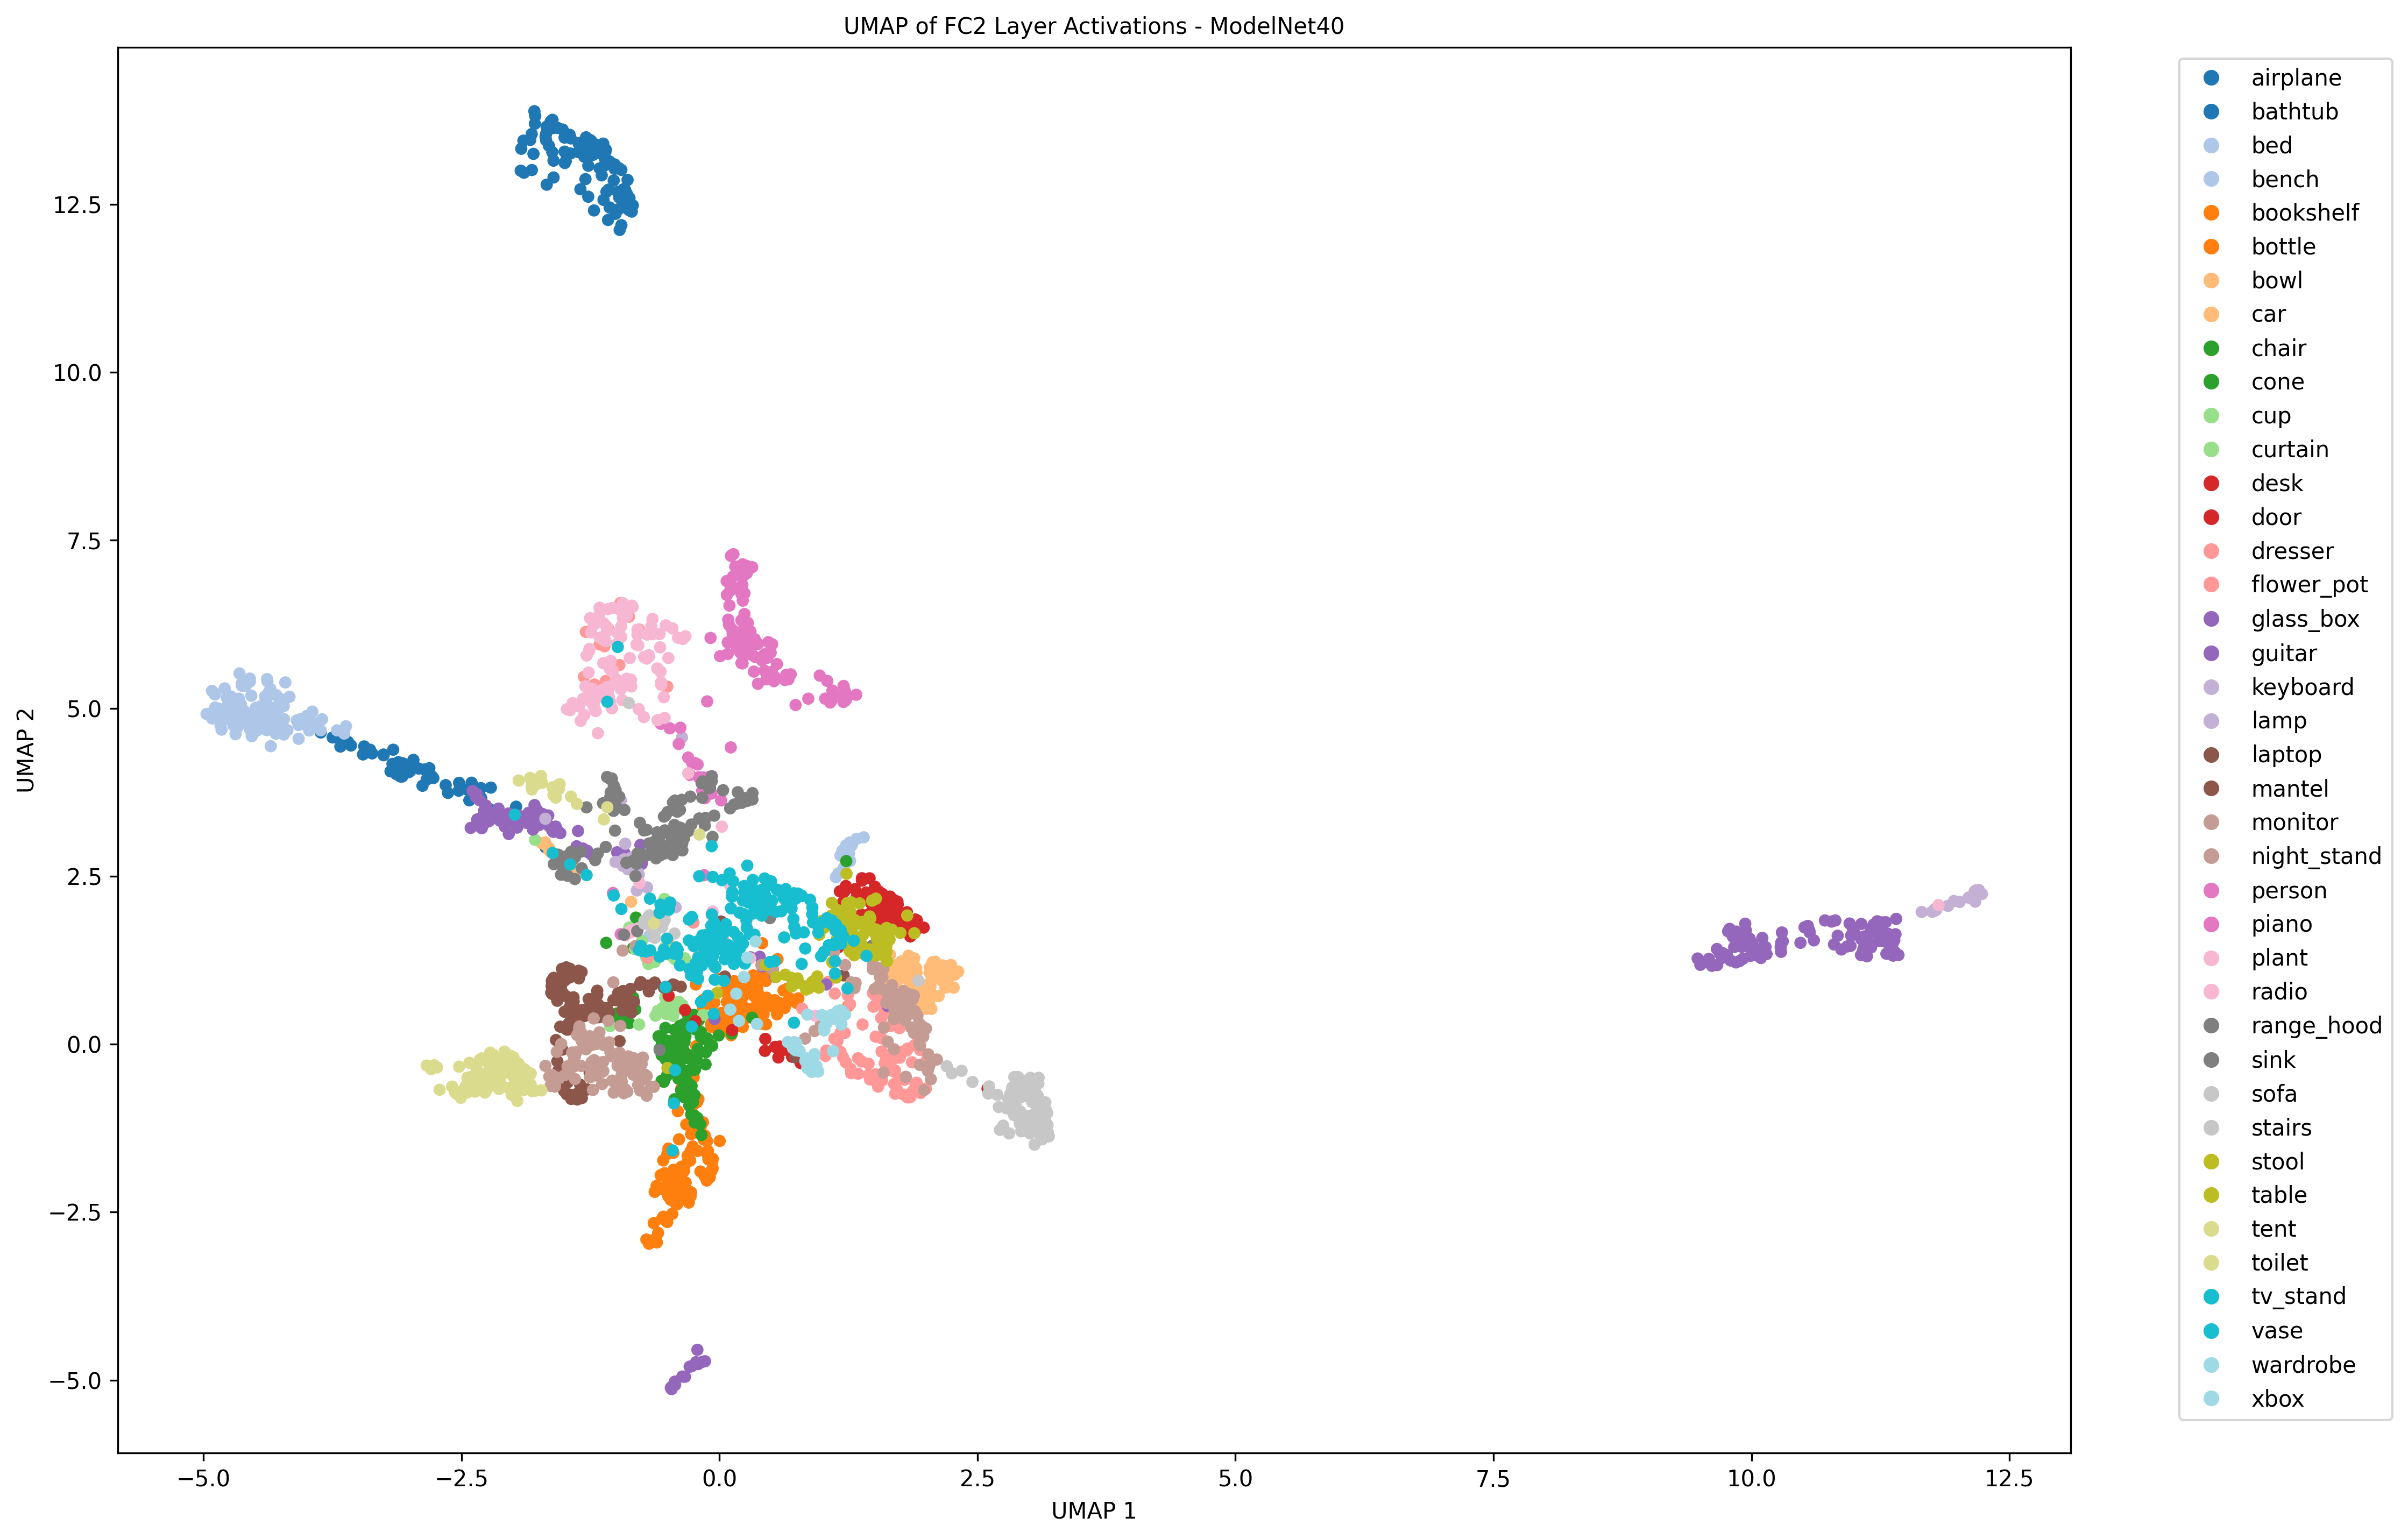 UMAP of FC2 Layer Activations - ModelNet40
12.5
10.0
7.5
5.0
2.5
0.0
−2.5
−5.0
UMAP 2
−5.0 −2.5 0.0 2.5 5.0 7.5 10.0 12.5
UMAP 1
airplane
bathtub
bed
bench
bookshelf
bottle
bowl
car
chair
cone
cup
curtain
desk
door
dresser
flower_pot
glass_box
guitar
keyboard
lamp
laptop
mantel
monitor
night_stand
person
piano
plant
radio
range_hood
sink
sofa
stairs
stool
table
tent
toilet
tv_stand
vase
wardrobe
xbox